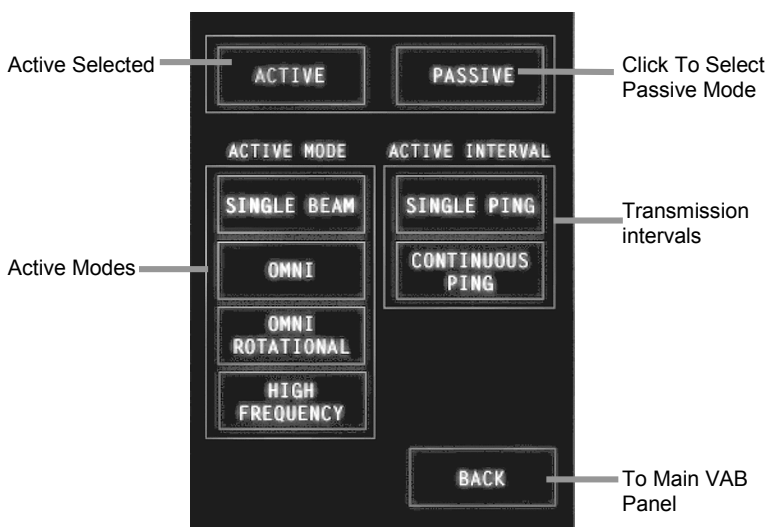 Active Selected
ACTIVE
PASSIVE
Click To Select
Passive Mode
ACTIVE MODE
ACTIVE INTERVAL
SINGLE BEAM
SINGLE PING
Transmission
intervals
Active Modes
OMNI
CONTINUOUS
PING
OMNI
ROTATIONAL
HIGH
FREQUENCY
BACK
To Main VAB
Panel